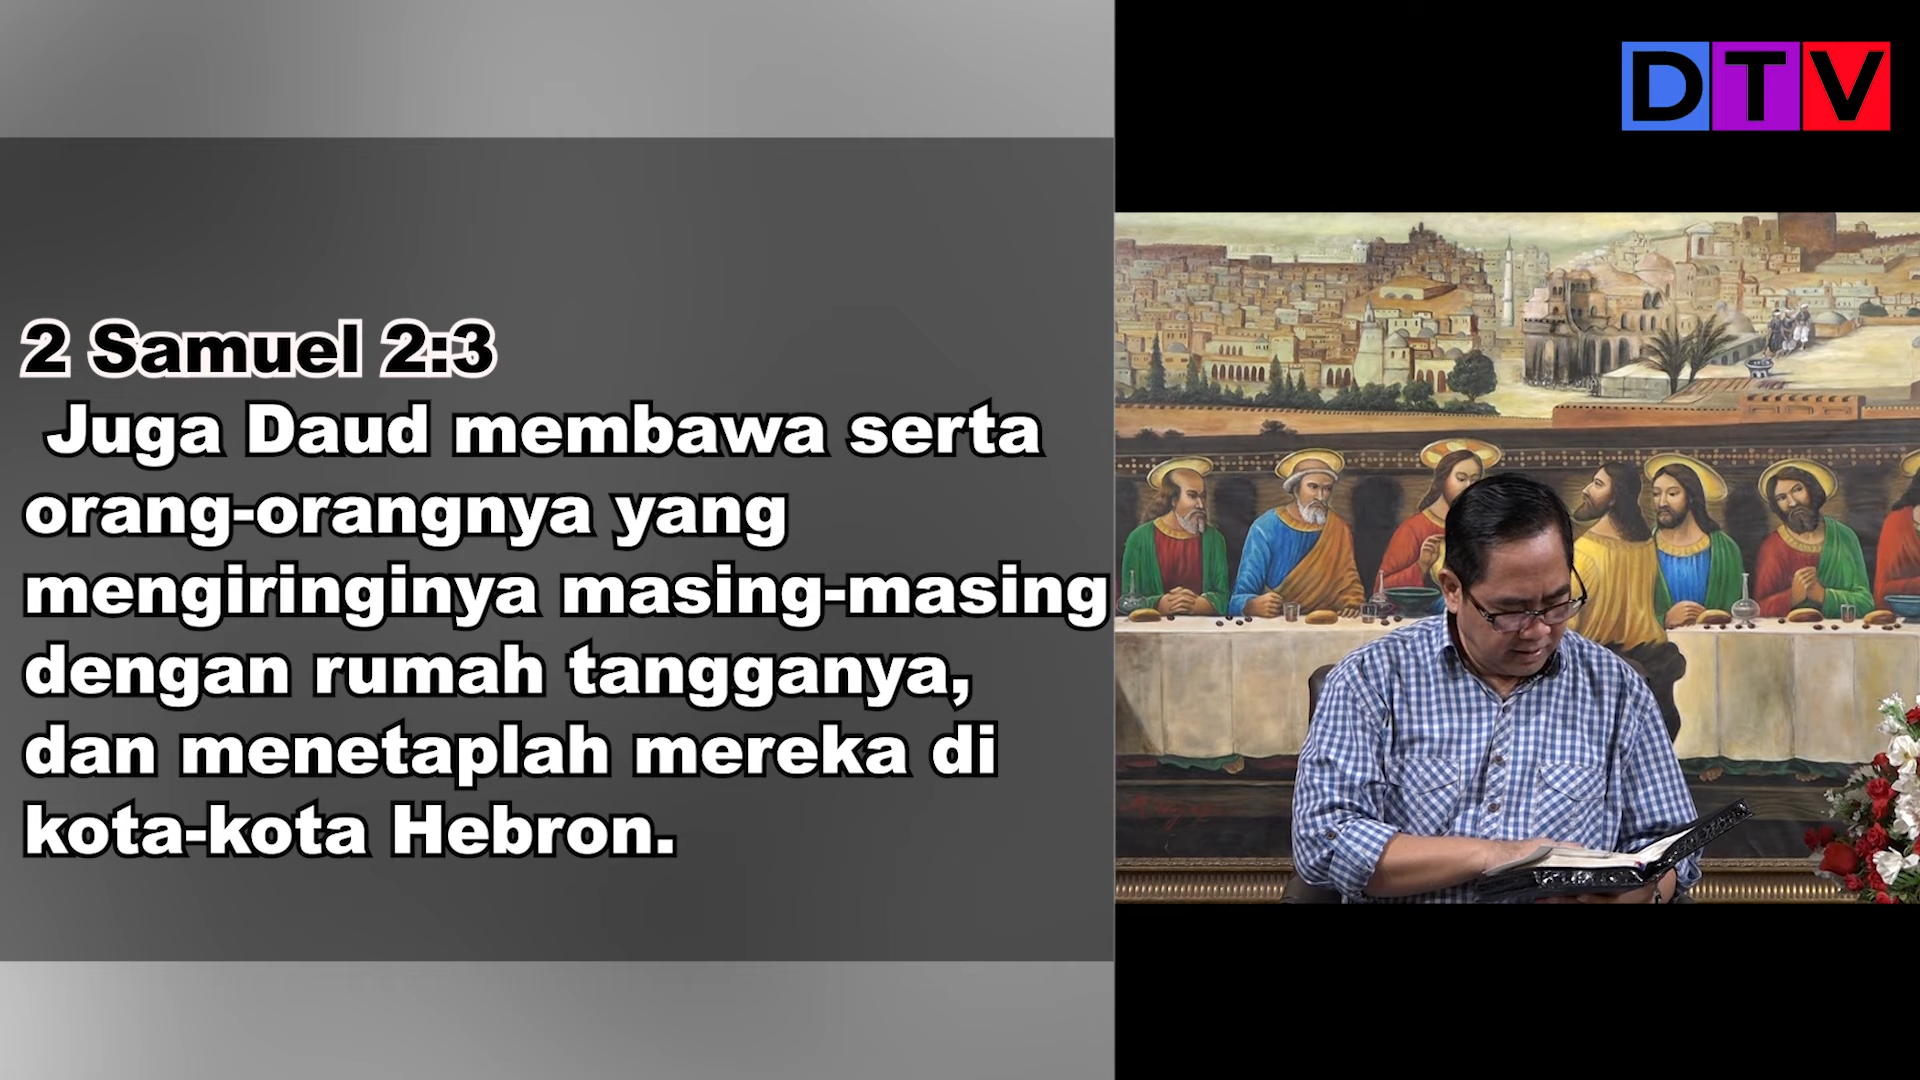 DTV
2 Samuel 2:3
Juga Daud membawa serta
orang-orangnya yang
mengiringinya masing-masing
dengan rumah tangganya,
dan menetaplah mereka di
kota-kota Hebron.